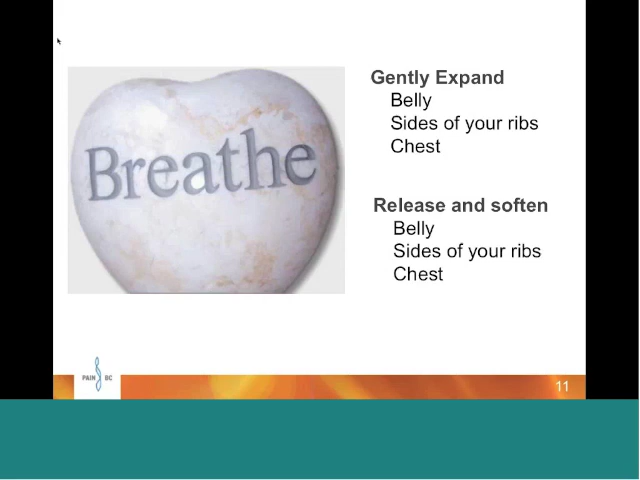 Breathe
Gently Expand
Belly
Sides of your ribs
Chest
Release and soften
Belly
Sides of your ribs
Chest
PAIN BC
11